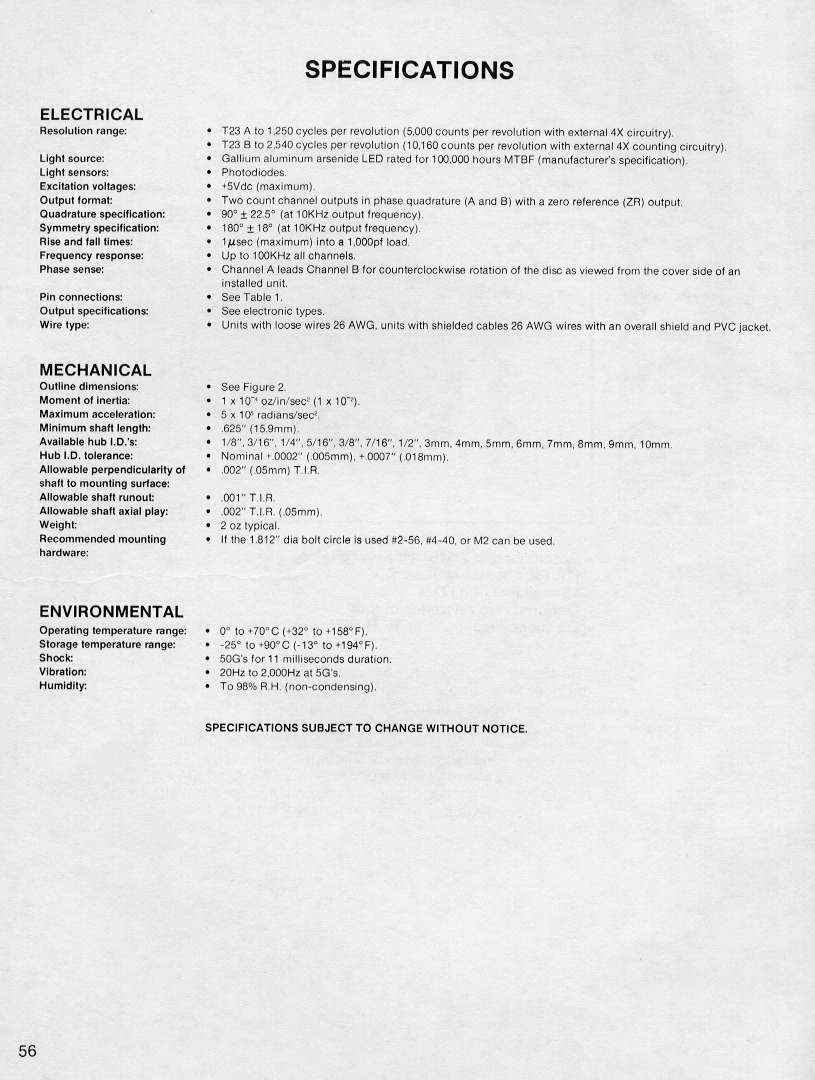 SPECIFICATIONS
ELECTRICAL
Resolution range: • T23 A to 1,250 cycles per revolution (5,000 counts per revolution with external 4X circuitry).
• T23 B to 2,540 cycles per revolution (10,160 counts per revolution with external 4X counting circuitry).
Light source: • Gallium aluminum arsenide LED rated for 100,000 hours MTBF (manufacturer's specification).
Light sensors: • Photodiodes.
Excitation voltages: • +5Vdc (maximum).
Output format: • Two count channel outputs in phase quadrature (A and B) with a zero reference (ZR) output.
Quadrature specification: • 90° ± 22.5° (at 10KHz output frequency).
Symmetry specification: • 180° ± 18° (at 10KHz output frequency).
Rise and fall times: • 1µsec (maximum) into a 1,000pf load.
Frequency response: • Up to 100KHz all channels.
Phase sense: • Channel A leads Channel B for counterclockwise rotation of the disc as viewed from the cover side of an
installed unit.
Pin connections: • See Table 1.
Output specifications: • See electronic types.
Wire type: • Units with loose wires 26 AWG, units with shielded cables 26 AWG wires with an overall shield and PVC jacket.
MECHANICAL
Outline dimensions: • See Figure 2.
Moment of inertia: • 1 x 10⁻⁴ oz/in/sec² (1 x 10⁻²).
Maximum acceleration: • 5 x 10⁵ radians/sec².
Minimum shaft length: • .625" (15.9mm).
Available hub I.D.'s: • 1/8", 3/16", 1/4", 5/16", 3/8", 7/16", 1/2", 3mm, 4mm, 5mm, 6mm, 7mm, 8mm, 9mm, 10mm.
Hub I.D. tolerance: • Nominal +.0002" (.005mm), +.0007" (.018mm).
Allowable perpendicularity of • .002" (.05mm) T.I.R.
shaft to mounting surface:
Allowable shaft runout: • .001" T.I.R.
Allowable shaft axial play: • .002" T.I.R. (.05mm).
Weight: • 2 oz typical.
Recommended mounting • If the 1.812" dia bolt circle is used #2-56, #4-40, or M2 can be used.
hardware:
ENVIRONMENTAL
Operating temperature range: • 0° to +70°C (+32° to +158°F).
Storage temperature range: • -25° to +90°C (-13° to +194°F).
Shock: • 50G's for 11 milliseconds duration.
Vibration: • 20Hz to 2,000Hz at 5G's.
Humidity: • To 98% R.H. (non-condensing).
SPECIFICATIONS SUBJECT TO CHANGE WITHOUT NOTICE.
56